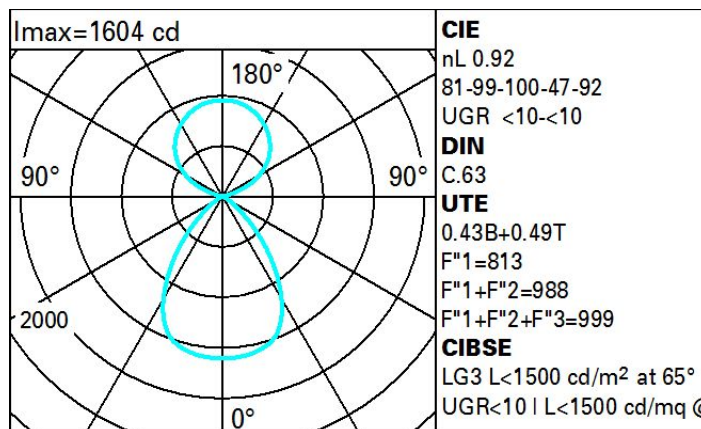 Imax=1604 cd
180°
90°
90°
2000
0°
CIE
nL 0.92
81-99-100-47-92
UGR <10-<10
DIN
C.63
UTE
0.43B+0.49T
F"1=813
F"1+F"2=988
F"1+F"2+F"3=999
CIBSE
LG3 L<1500 cd/m² at 65°
UGR<10 | L<1500 cd/mq @